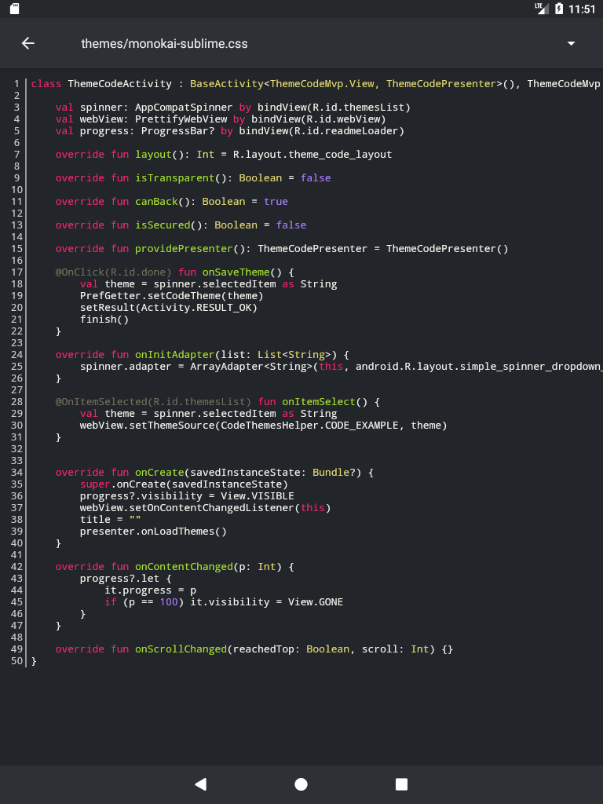 LTE 11:51
themes/monokai-sublime.css
1 class ThemeCodeActivity : BaseActivity<ThemeCodeMvp.View, ThemeCodePresenter>(), ThemeCodeMvp
2
3     val spinner: AppCompatSpinner by bindView(R.id.themesList)
4     val webView: PrettifyWebView by bindView(R.id.webView)
5     val progress: ProgressBar? by bindView(R.id.readmeLoader)
6
7     override fun layout(): Int = R.layout.theme_code_layout
8
9     override fun isTransparent(): Boolean = false
10
11     override fun canBack(): Boolean = true
12
13     override fun isSecured(): Boolean = false
14
15     override fun providePresenter(): ThemeCodePresenter = ThemeCodePresenter()
16
17     @OnClick(R.id.done) fun onSaveTheme() {
18         val theme = spinner.selectedItem as String
19         PrefGetter.setCodeTheme(theme)
20         setResult(Activity.RESULT_OK)
21         finish()
22     }
23
24     override fun onInitAdapter(list: List<String>) {
25         spinner.adapter = ArrayAdapter<String>(this, android.R.layout.simple_spinner_dropdown_
26     }
27
28     @OnItemSelected(R.id.themesList) fun onItemSelect() {
29         val theme = spinner.selectedItem as String
30         webView.setThemeSource(CodeThemesHelper.CODE_EXAMPLE, theme)
31     }
32
33
34     override fun onCreate(savedInstanceState: Bundle?) {
35         super.onCreate(savedInstanceState)
36         progress?.visibility = View.VISIBLE
37         webView.setOnContentChangedListener(this)
38         title = ""
39         presenter.onLoadThemes()
40     }
41
42     override fun onContentChanged(p: Int) {
43         progress?.let {
44             it.progress = p
45             if (p == 100) it.visibility = View.GONE
46         }
47     }
48
49     override fun onScrollChanged(reachedTop: Boolean, scroll: Int) {}
50 }